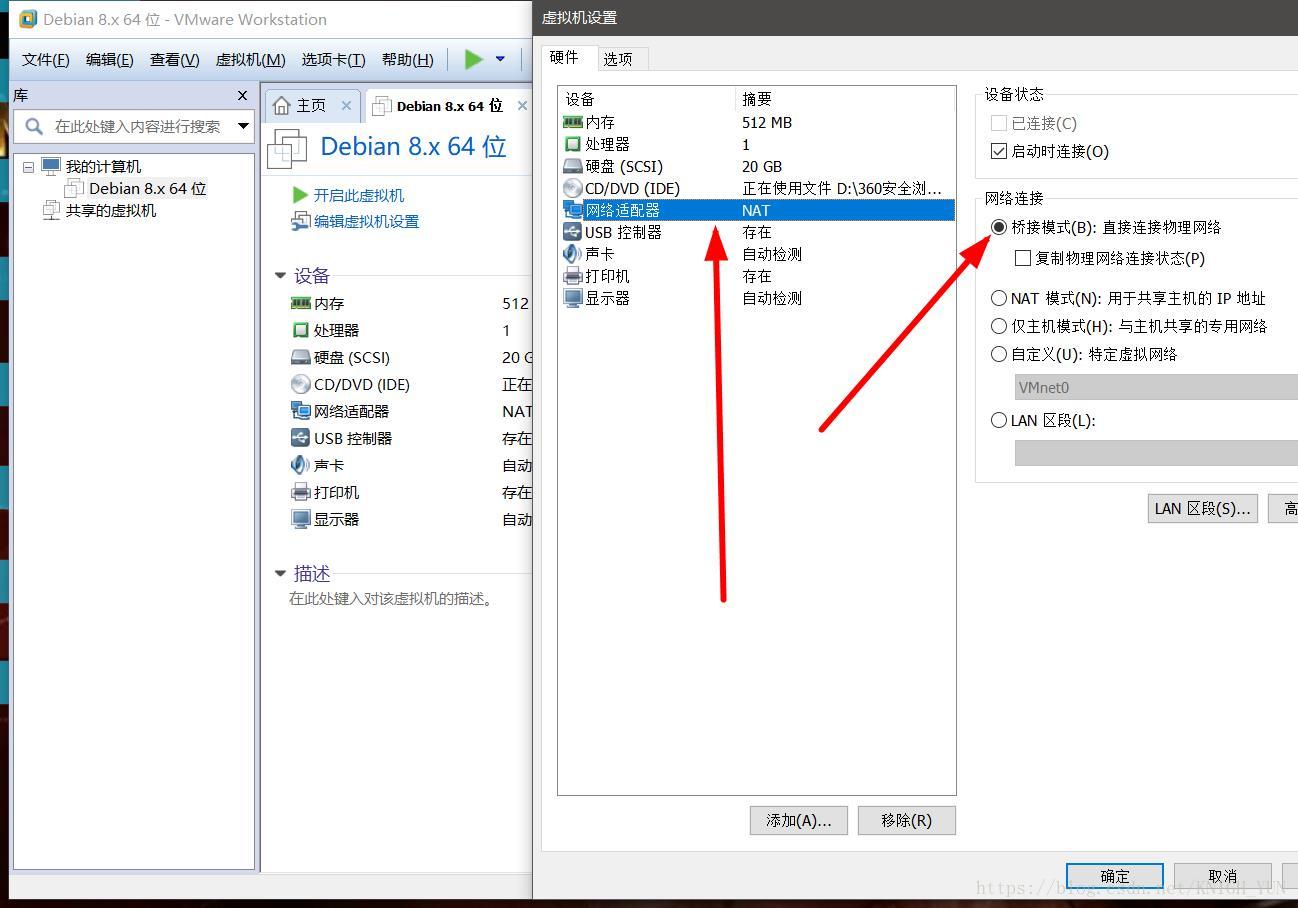 Debian 8.x 64 位 - VMware Workstation
文件(F) 编辑(E) 查看(V) 虚拟机(M) 选项卡(T) 帮助(H)
库
在此处键入内容进行搜索
我的计算机
Debian 8.x 64 位
共享的虚拟机
主页
Debian 8.x 64 位
Debian 8.x 64 位
开启此虚拟机
编辑虚拟机设置
设备
内存 512
处理器 1
硬盘 (SCSI) 20 G
CD/DVD (IDE) 正在
网络适配器 NAT
USB 控制器 存在
声卡 自动
打印机 存在
显示器 自动
描述
在此处键入对该虚拟机的描述。
虚拟机设置
硬件 选项
设备 摘要
内存 512 MB
处理器 1
硬盘 (SCSI) 20 GB
CD/DVD (IDE) 正在使用文件 D:\360安全浏...
网络适配器 NAT
USB 控制器 存在
声卡 自动检测
打印机 存在
显示器 自动检测
添加(A)... 移除(R)
设备状态
已连接(C)
启动时连接(O)
网络连接
桥接模式(B): 直接连接物理网络
复制物理网络连接状态(P)
NAT 模式(N): 用于共享主机的 IP 地址
仅主机模式(H): 与主机共享的专用网络
自定义(U): 特定虚拟网络
VMnet0
LAN 区段(L):
LAN 区段(S)... 高
确定 取消
https://blog.csdn.net/KNIGH_YUN